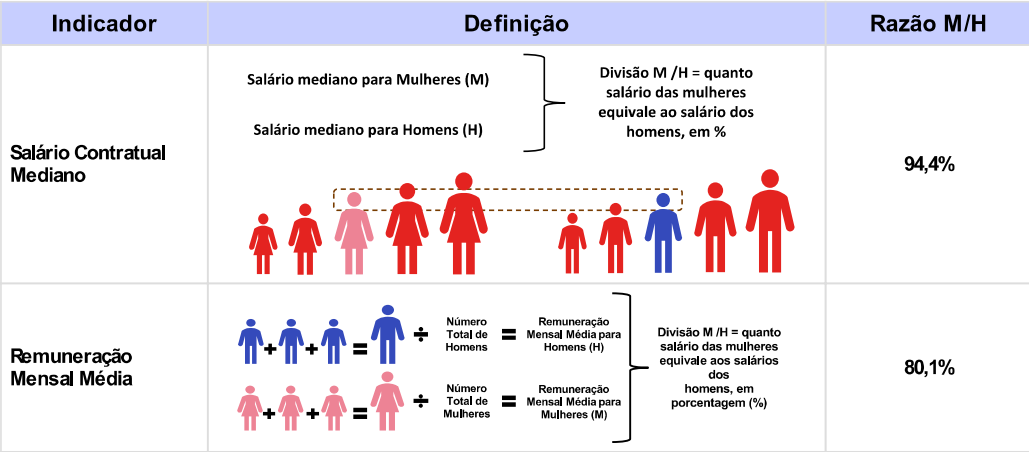 Indicador
Definição
Razão M/H
Salário Contratual
Mediano
Salário mediano para Mulheres (M)
Salário mediano para Homens (H)
Divisão M /H = quanto
salário das mulheres
equivale ao salário dos
homens, em %
94,4%
Remuneração
Mensal Média
+ + = ÷
Número
Total de
Homens
=
Remuneração
Mensal Média para
Homens (H)
+ + = ÷
Número
Total de
Mulheres
=
Remuneração
Mensal Média para
Mulheres (M)
Divisão M /H = quanto
salário das mulheres
equivale aos salários
dos
homens, em
porcentagem (%)
80,1%